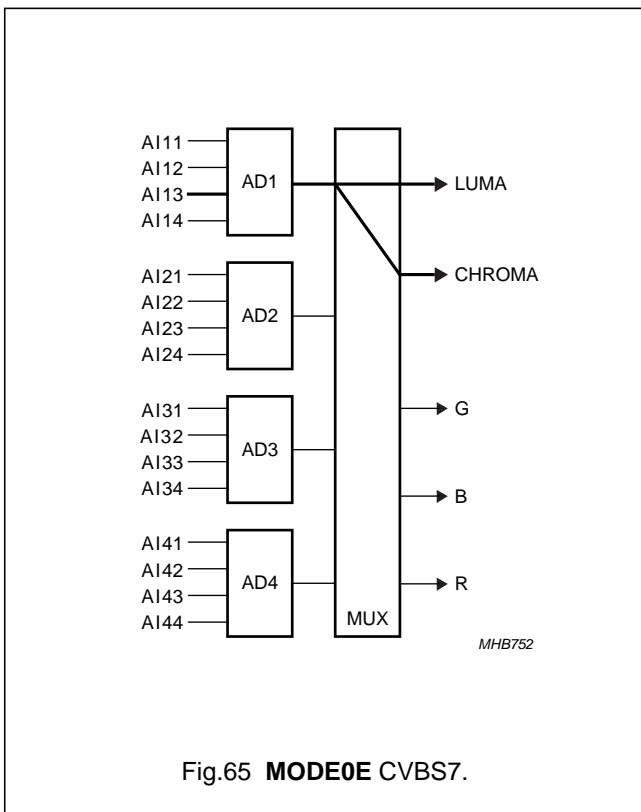 AI11
AI12
AI13
AI14
AD1
LUMA
CHROMA
AI21
AI22
AI23
AI24
AD2
AI31
AI32
AI33
AI34
AD3
G
B
AI41
AI42
AI43
AI44
AD4
R
MUX
MHB752
Fig.65 MODE0E CVBS7.